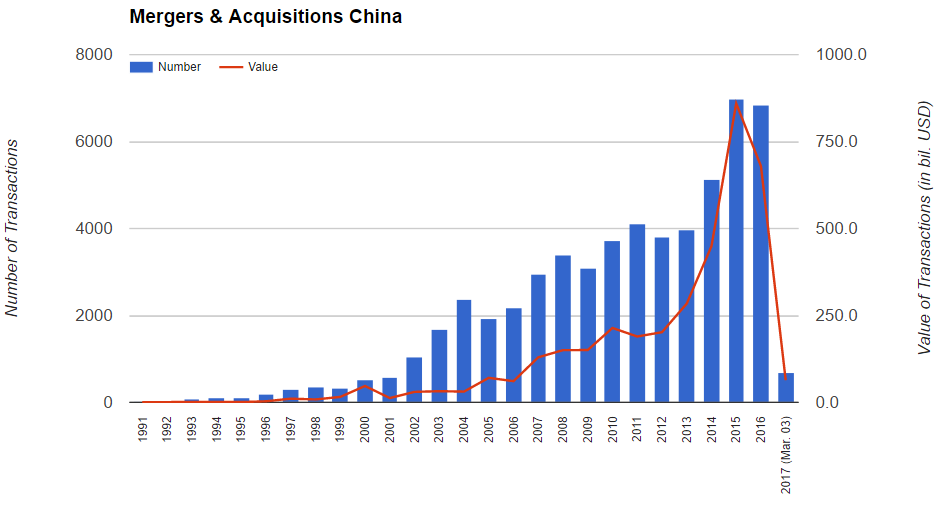 Mergers & Acquisitions China
8000 1000.0
Number Value
6000 750.0
4000 500.0
2000 250.0
0 0.0
Number of Transactions
Value of Transactions (in bil. USD)
1991 1992 1993 1994 1995 1996 1997 1998 1999 2000 2001 2002 2003 2004 2005 2006 2007 2008 2009 2010 2011 2012 2013 2014 2015 2016 2017 (Mar. 03)